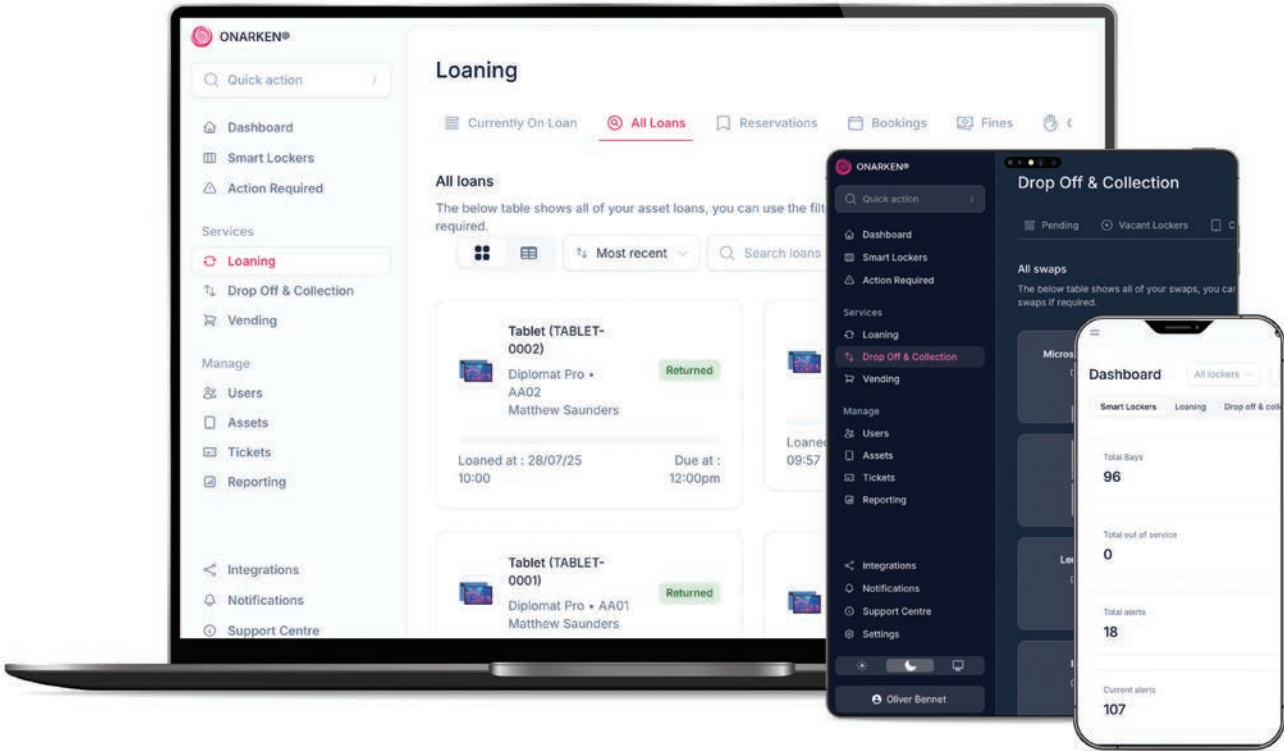 ONARKEN®
Quick action /
Dashboard
Smart Lockers
Action Required
Services
Loaning
Drop Off & Collection
Vending
Manage
Users
Assets
Tickets
Reporting
Integrations
Notifications
Support Centre
Loaning
Currently On Loan
All Loans
Reservations
Bookings
Fines
All loans
The below table shows all of your asset loans, you can use the filt
required.
Most recent
Search loans
Tablet (TABLET-
0002)
Diplomat Pro •
AA02
Matthew Saunders
Returned
Loaned at : 28/07/25
10:00
Due at :
12:00pm
Loaned
09:57
Tablet (TABLET-
0001)
Diplomat Pro • AA01
Matthew Saunders
Returned
ONARKEN®
Quick action /
Dashboard
Smart Lockers
Action Required
Services
Loaning
Drop Off & Collection
Vending
Manage
Users
Assets
Tickets
Reporting
Integrations
Notifications
Support Centre
Settings
Oliver Bennet
Drop Off & Collection
Pending
Vacant Lockers
C
All swaps
The below table shows all of your swaps, you can
swaps if required.
Micros
Dashboard
All lockers
Smart Lockers
Loaning
Drop off & coll
Total Bays
96
Total out of service
0
Total alerts
18
Current alerts
107